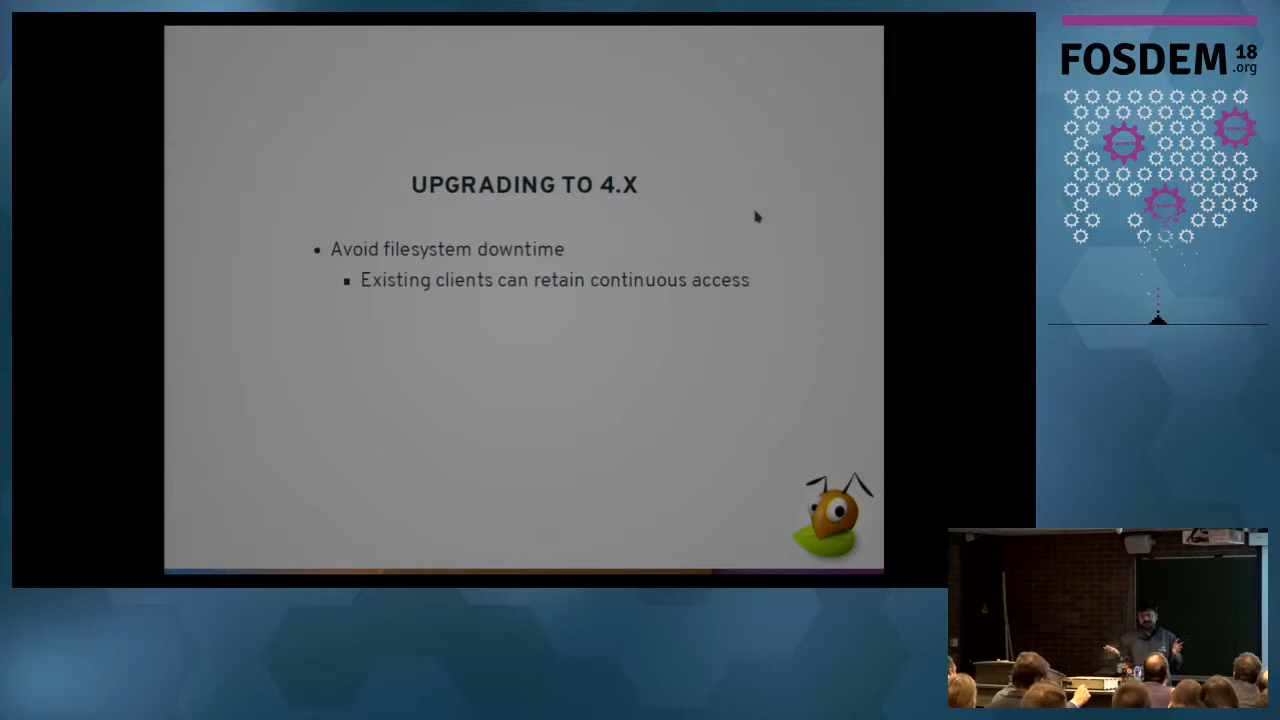 UPGRADING TO 4.X
• Avoid filesystem downtime
▪ Existing clients can retain continuous access
FOSDEM 18
.org